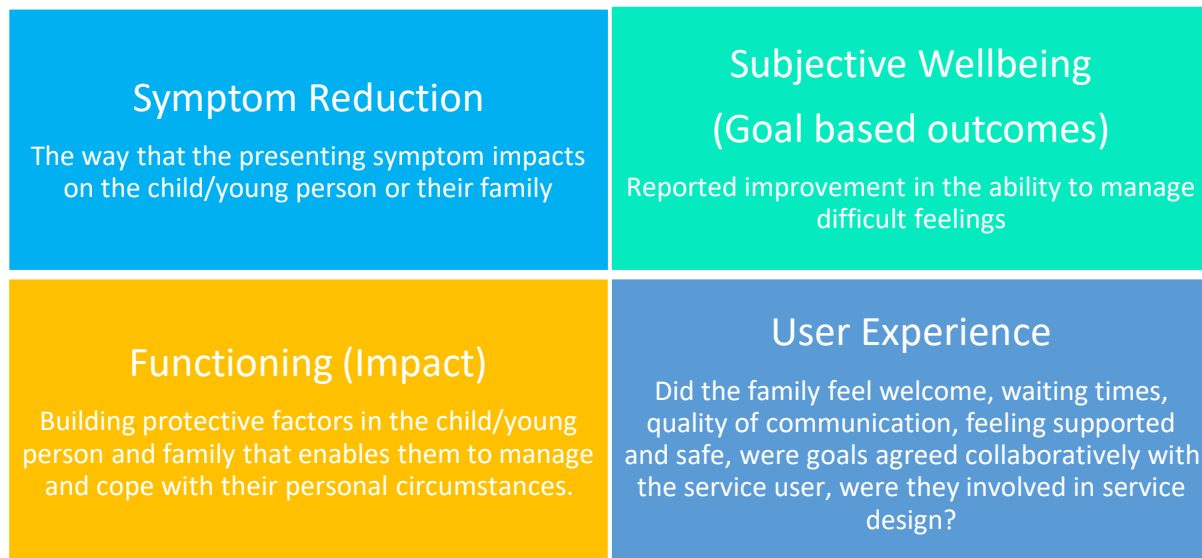 Symptom Reduction
The way that the presenting symptom impacts
on the child/young person or their family
Subjective Wellbeing
(Goal based outcomes)
Reported improvement in the ability to manage
difficult feelings
Functioning (Impact)
Building protective factors in the child/young
person and family that enables them to manage
and cope with their personal circumstances.
User Experience
Did the family feel welcome, waiting times,
quality of communication, feeling supported
and safe, were goals agreed collaboratively with
the service user, were they involved in service
design?